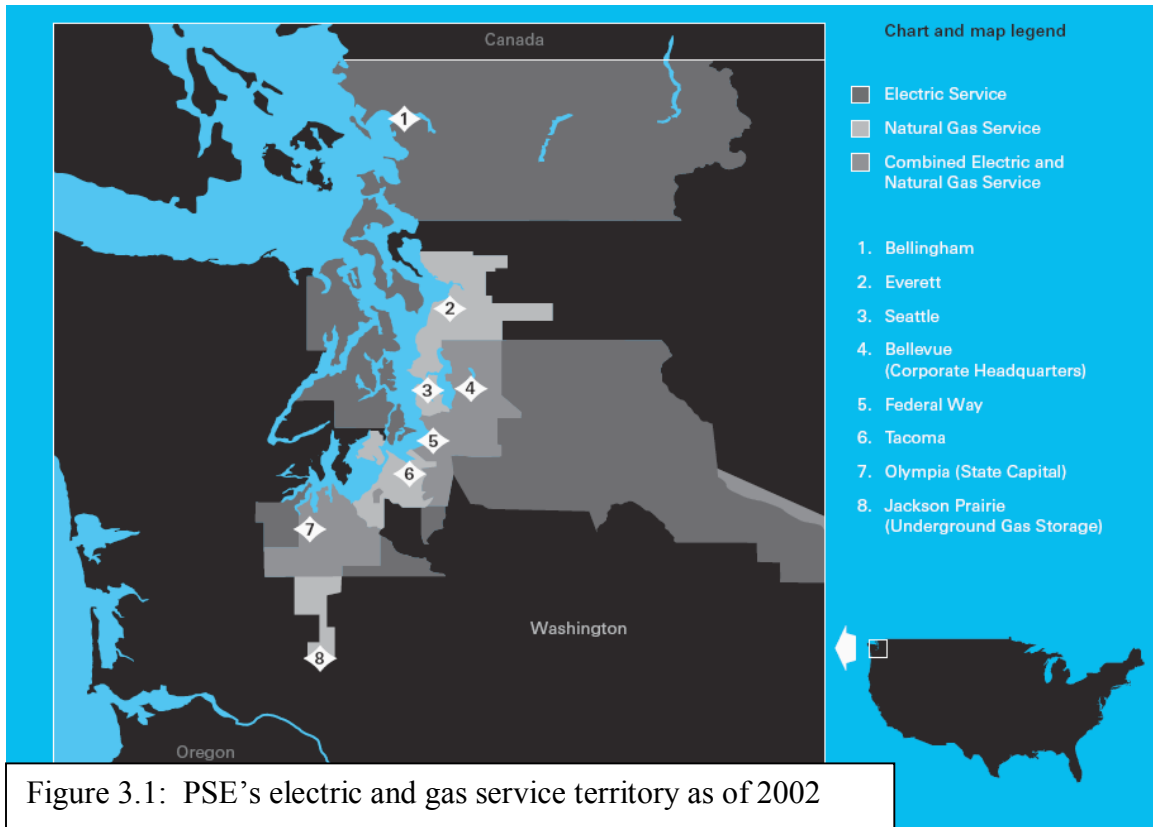 Canada
1
2
3
4
5
6
7
8
Washington
Oregon
Chart and map legend
Electric Service
Natural Gas Service
Combined Electric and
Natural Gas Service
1. Bellingham
2. Everett
3. Seattle
4. Bellevue
(Corporate Headquarters)
5. Federal Way
6. Tacoma
7. Olympia (State Capital)
8. Jackson Prairie
(Underground Gas Storage)
Figure 3.1: PSE's electric and gas service territory as of 2002